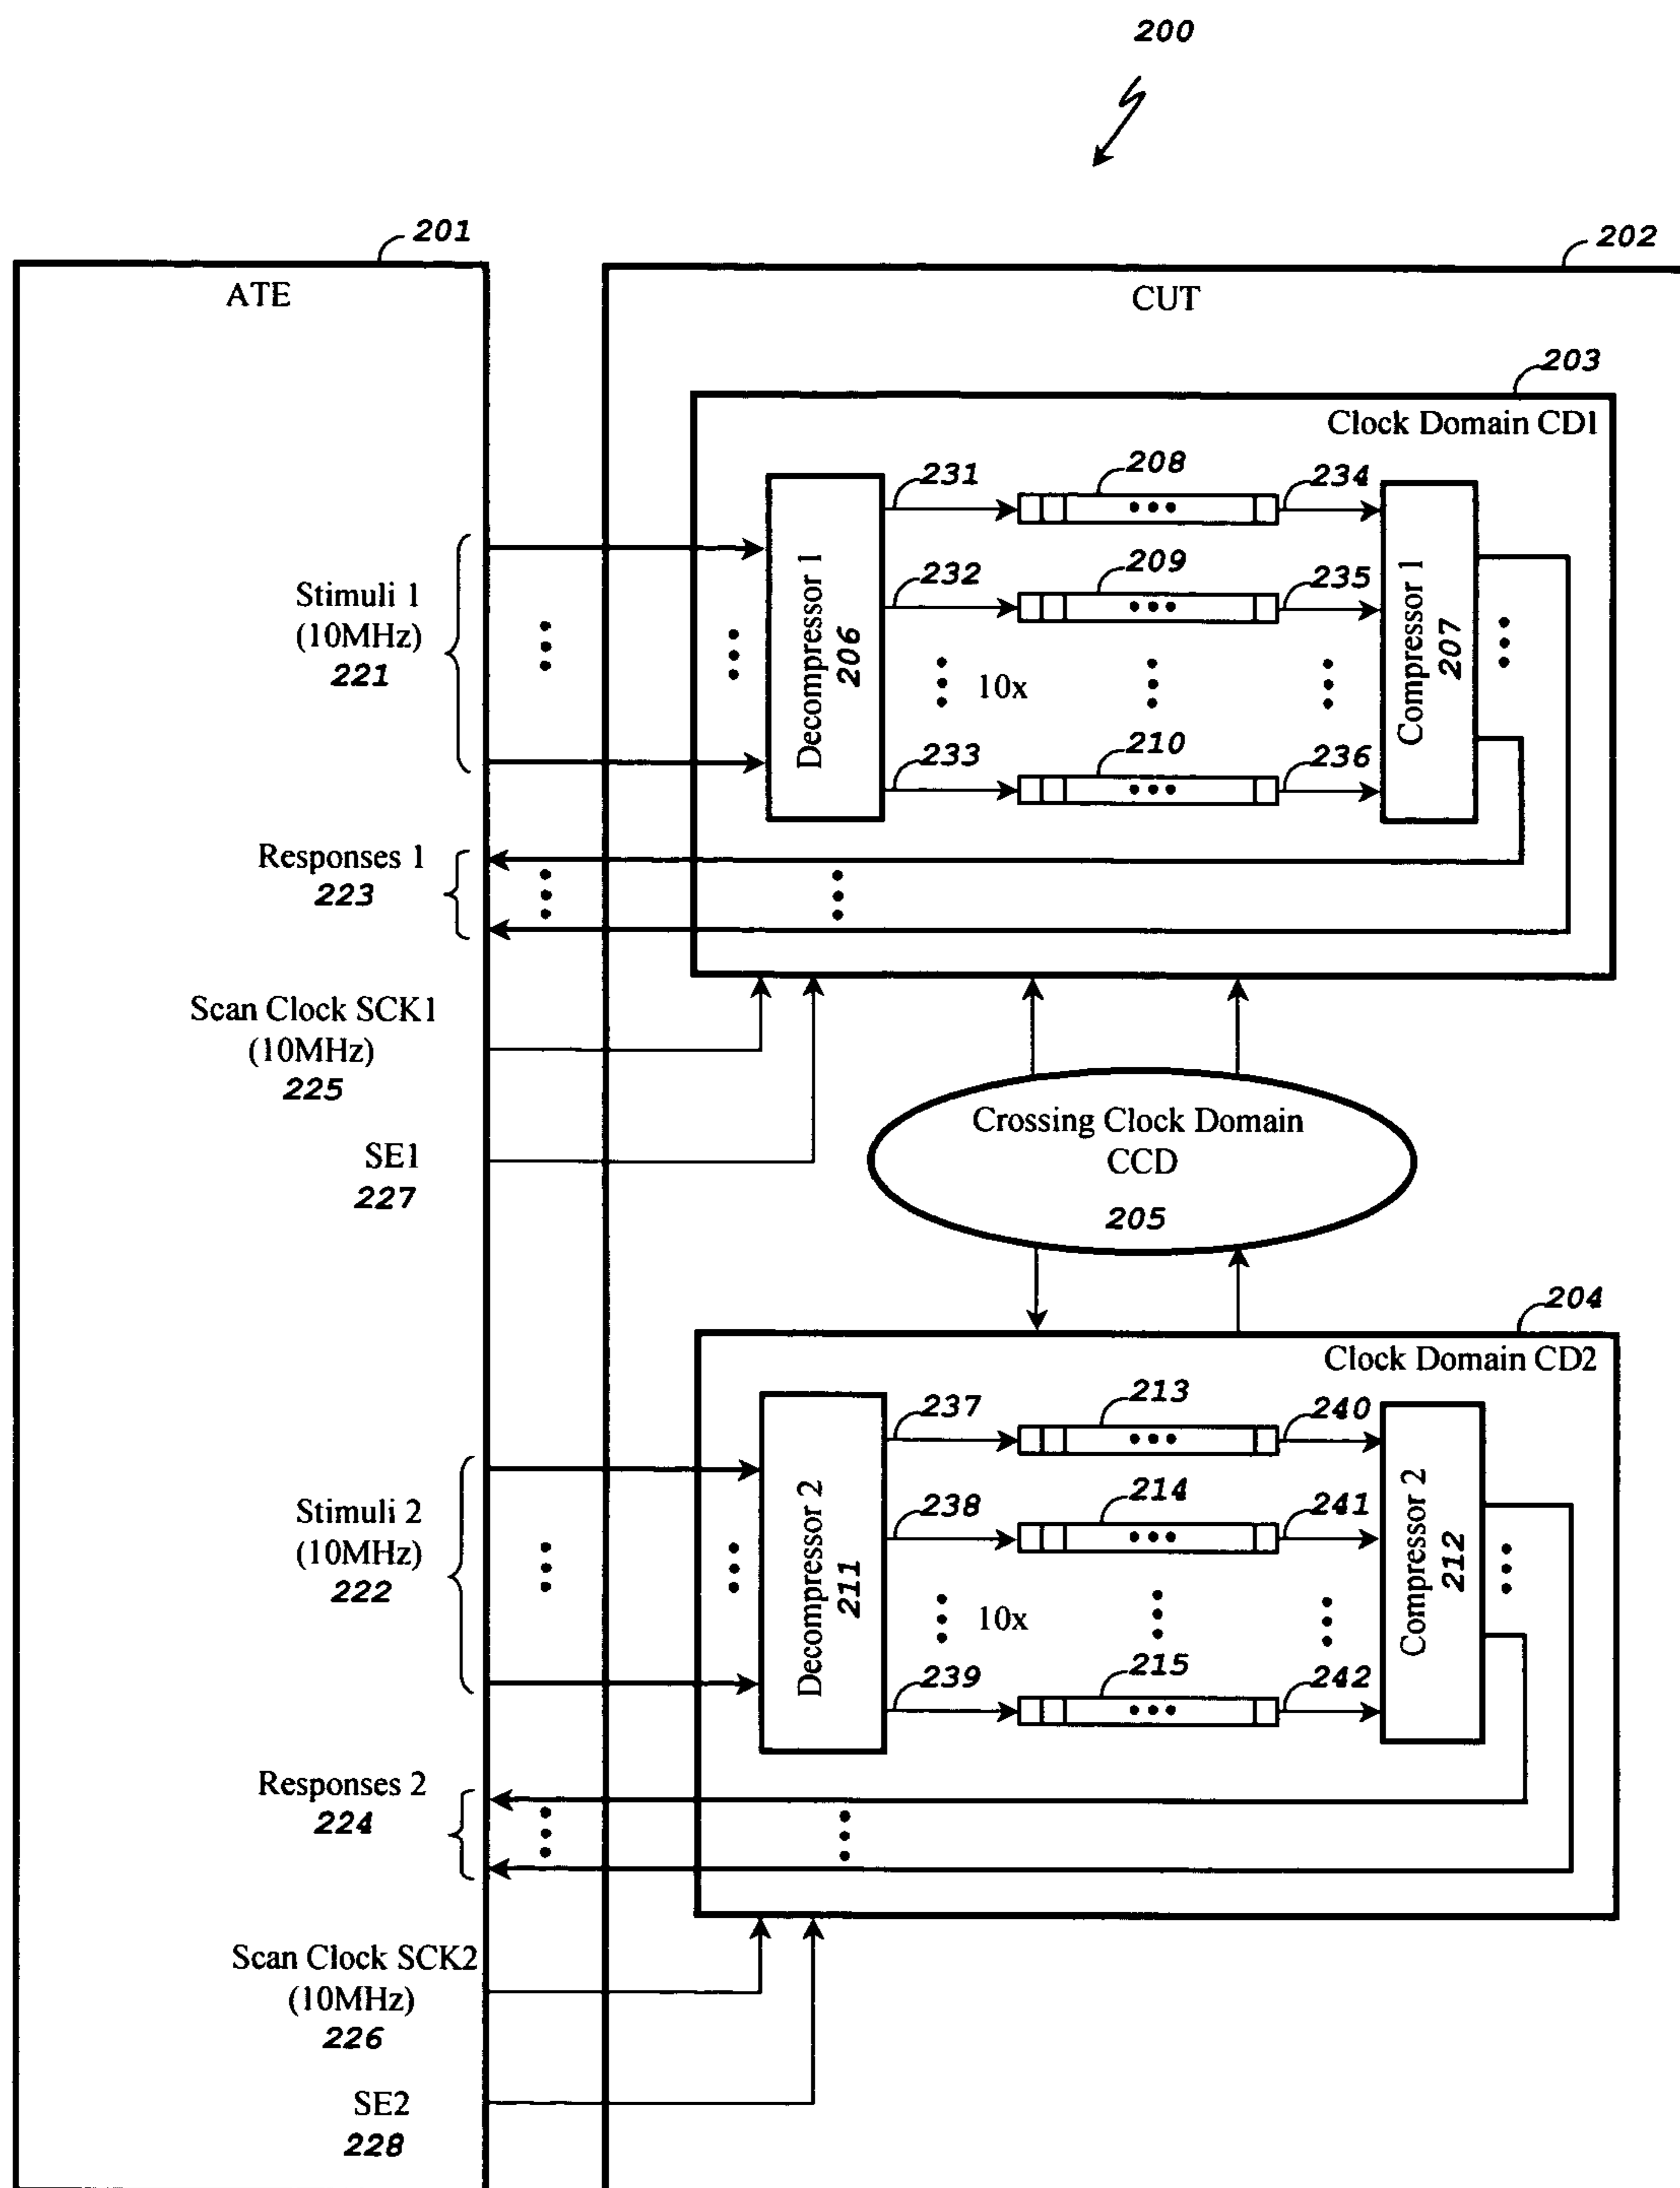 200
201
202
ATE
CUT
203
Clock Domain CD1
231
208
234
Stimuli 1
(10MHz)
221
Decompressor 1
206
232
209
235
Compressor 1
207
10x
233
210
236
Responses 1
223
Scan Clock SCK1
(10MHz)
225
SE1
227
Crossing Clock Domain
CCD
205
204
Clock Domain CD2
237
213
240
Stimuli 2
(10MHz)
222
Decompressor 2
211
238
214
241
Compressor 2
212
10x
239
215
242
Responses 2
224
Scan Clock SCK2
(10MHz)
226
SE2
228